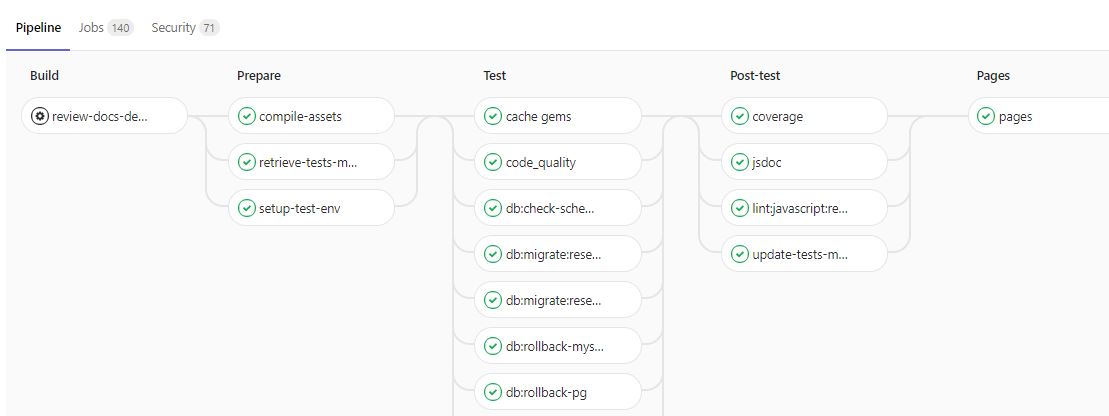 Pipeline Jobs 140 Security 71
Build
review-docs-de...
Prepare
compile-assets
retrieve-tests-m...
setup-test-env
Test
cache gems
code_quality
db:check-sche...
db:migrate:rese...
db:migrate:rese...
db:rollback-mys...
db:rollback-pg
Post-test
coverage
jsdoc
lint:javascript:re...
update-tests-m...
Pages
pages